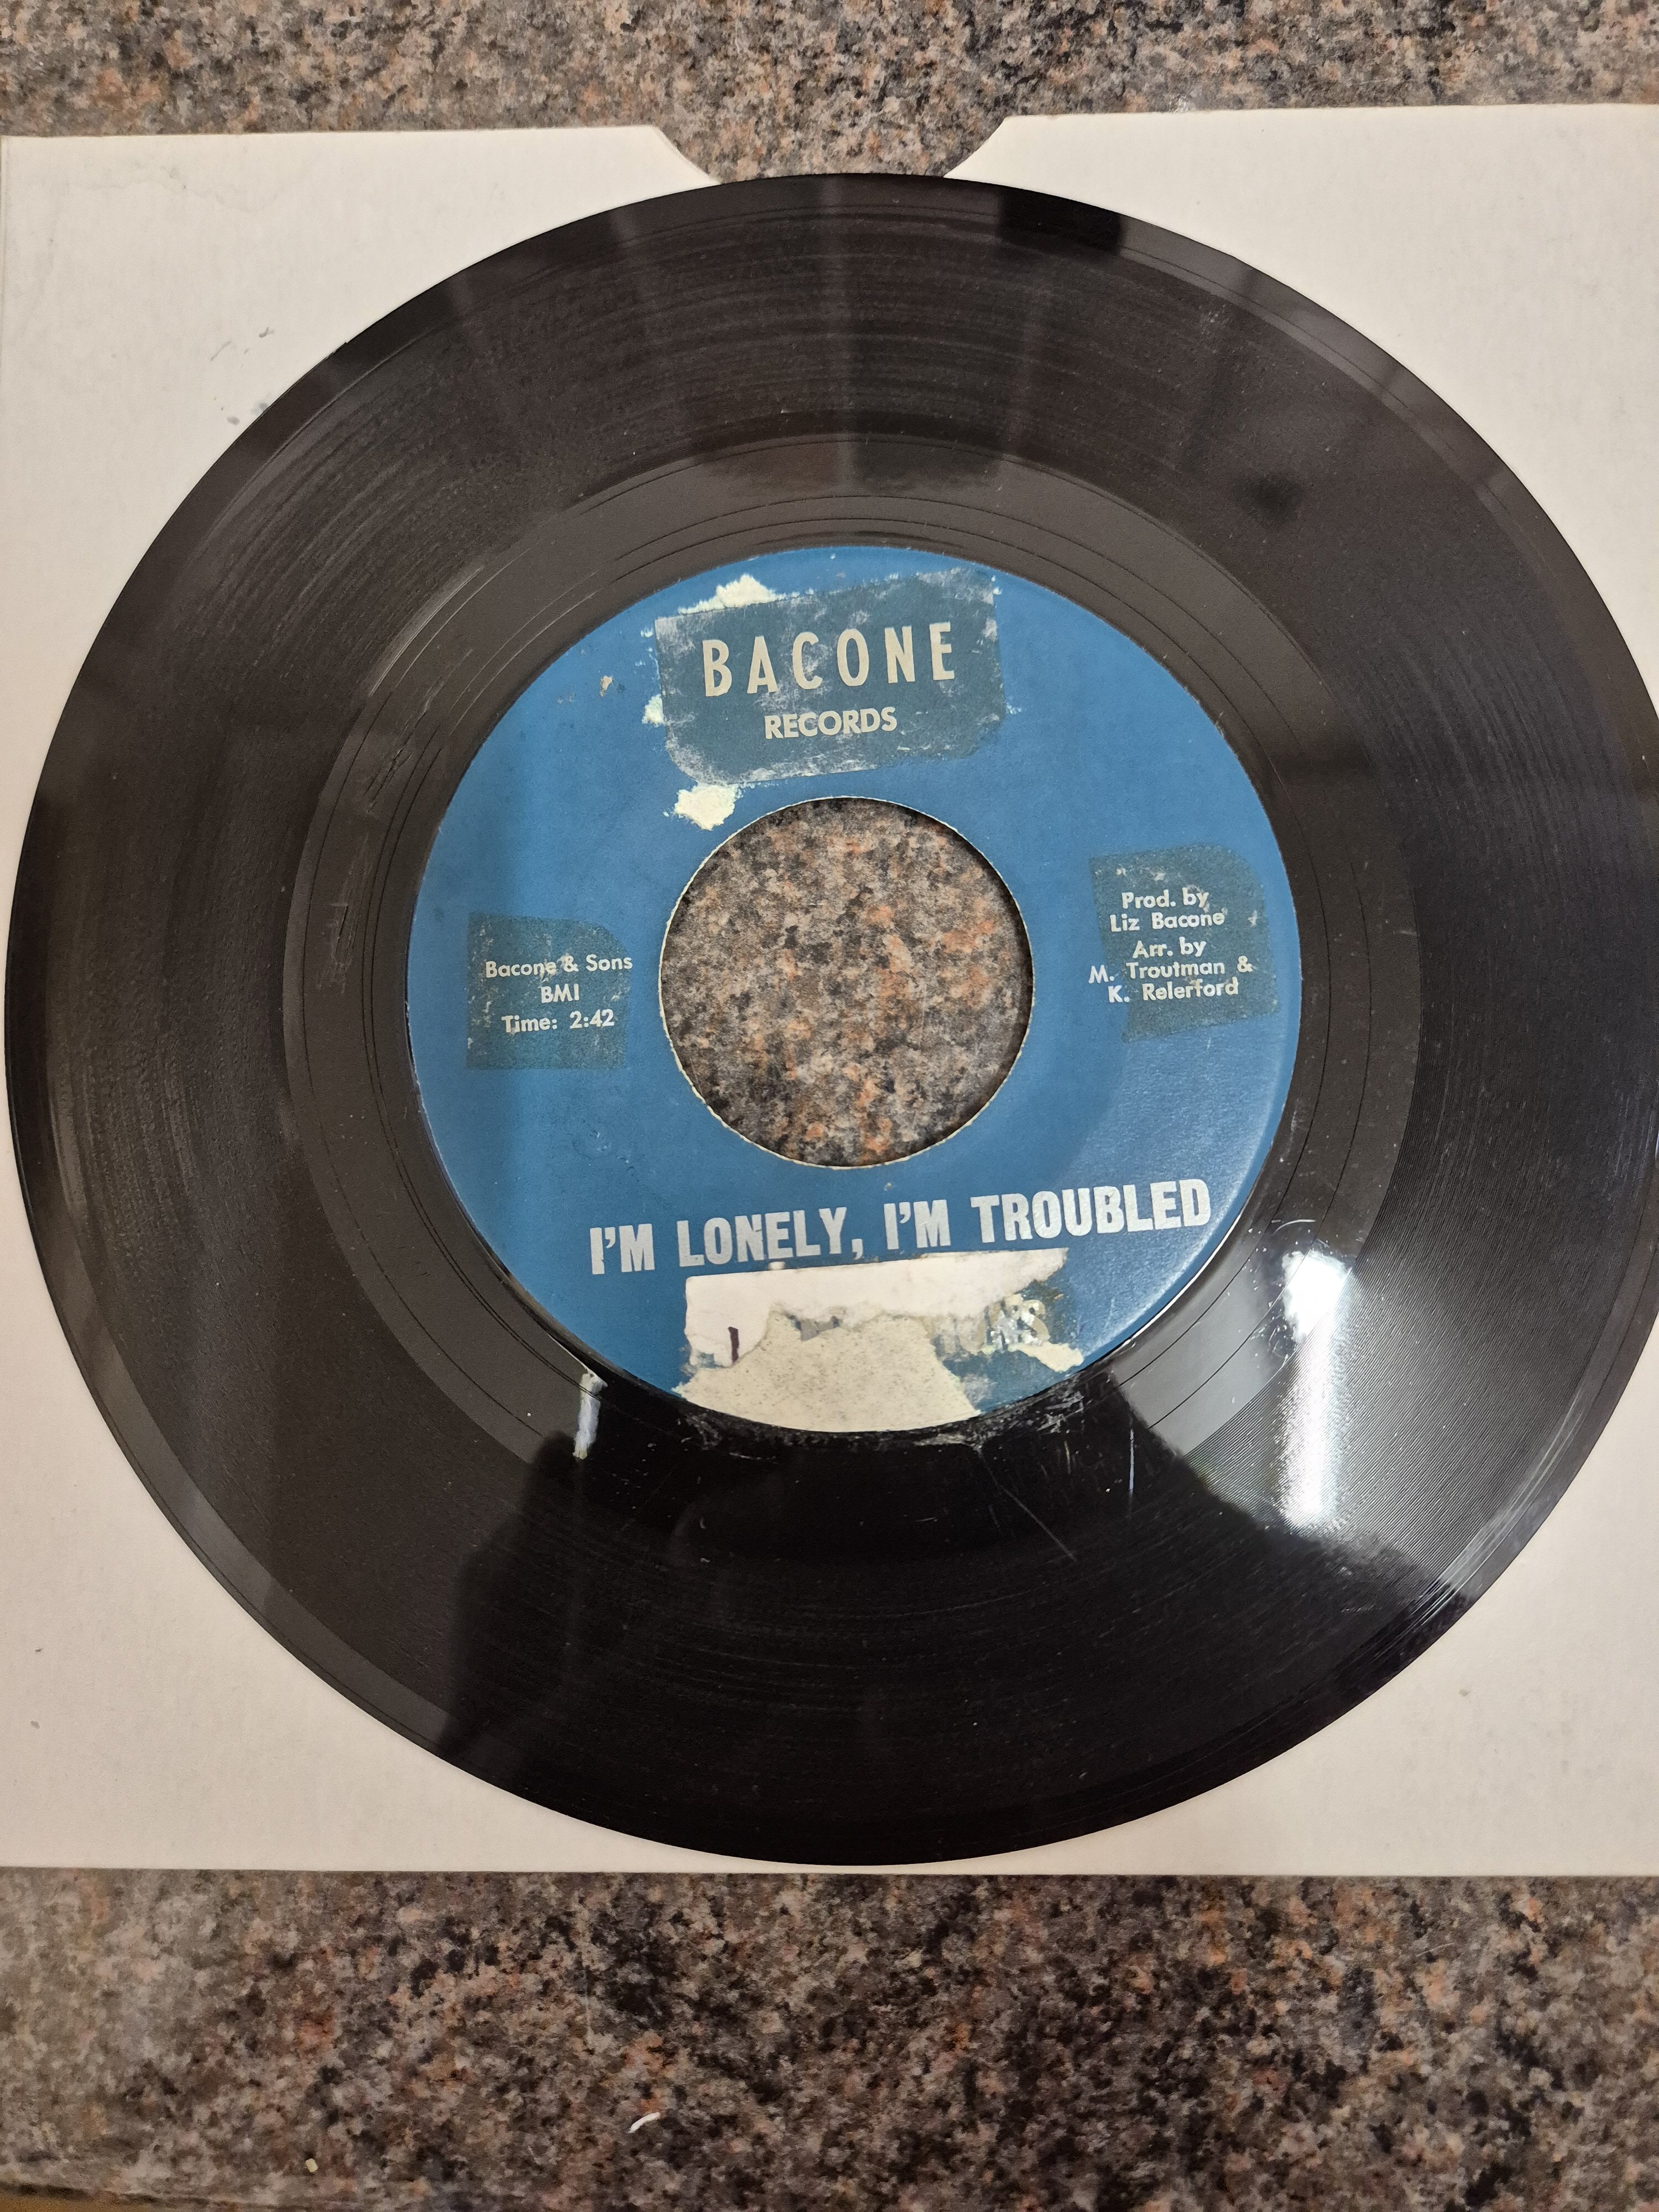 BACONE
RECORDS
Bacone & Sons
BMI
Time: 2:42
Prod. by
Liz Bacone
Arr. by
M. Troutman &
K. Relerford
I'M LONELY, I'M TROUBLED